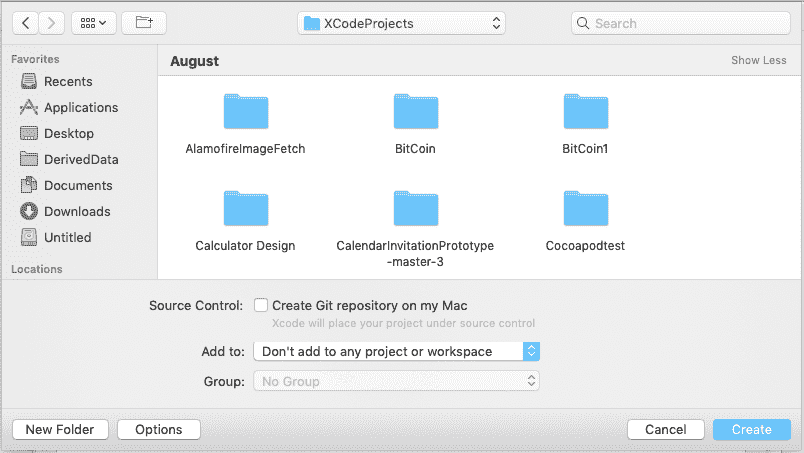 XCodeProjects
Search
Favorites
Recents
Applications
Desktop
DerivedData
Documents
Downloads
Untitled
Locations
August
Show Less
AlamofireImageFetch
BitCoin
BitCoin1
Calculator Design
CalendarInvitationPrototype
-master-3
Cocoapodtest
Source Control: Create Git repository on my Mac
Xcode will place your project under source control
Add to: Don't add to any project or workspace
Group: No Group
New Folder Options Cancel Create